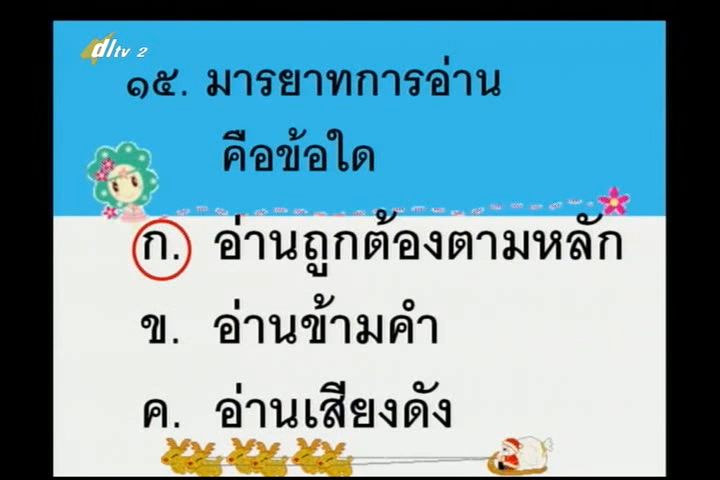 dltv 2
๑๕. มารยาทการอ่าน
คือข้อใด
ก. อ่านถูกต้องตามหลัก
ข. อ่านข้ามคำ
ค. อ่านเสียงดัง